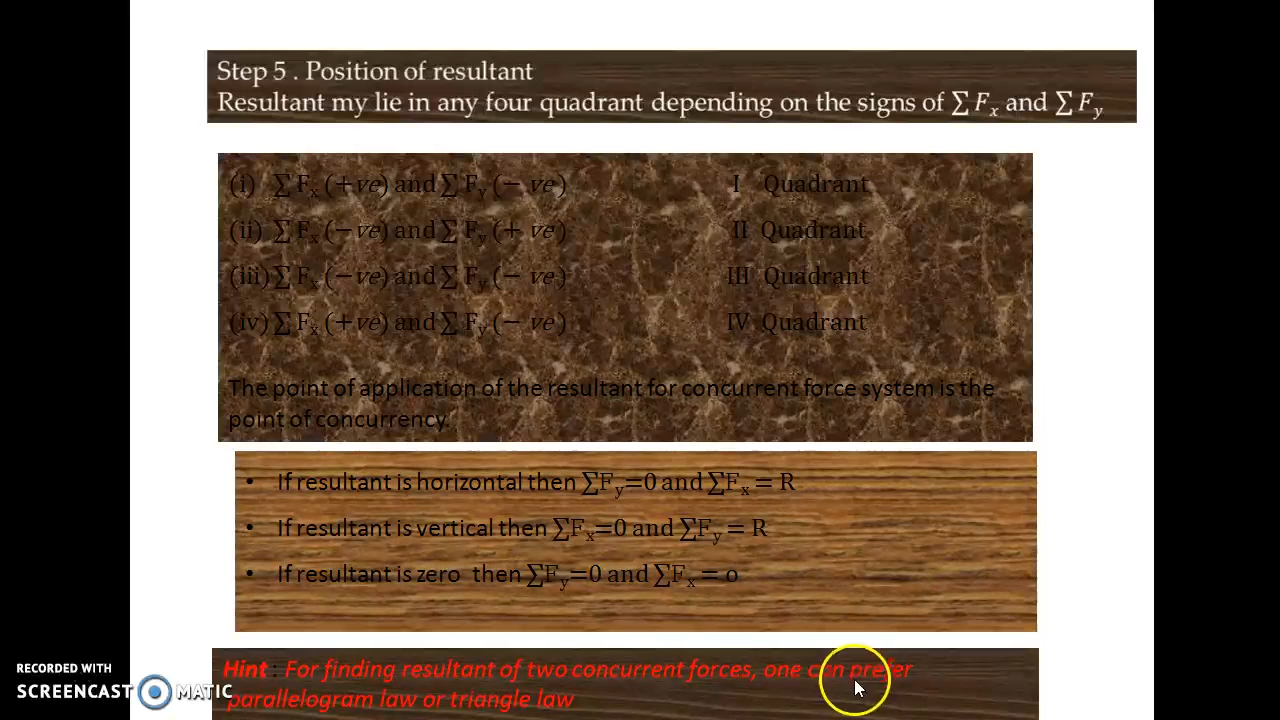 Step 5 . Position of resultant
Resultant my lie in any four quadrant depending on the signs of ∑ Fx and ∑ Fy
(i) ∑ Fx (+ve) and ∑ Fy (− ve) I Quadrant
(ii) ∑ Fx (−ve) and ∑ Fy (+ ve) II Quadrant
(iii) ∑ Fx (−ve) and ∑ Fy (− ve) III Quadrant
(iv) ∑ Fx (+ve) and ∑ Fy (− ve) IV Quadrant
The point of application of the resultant for concurrent force system is the
point of concurrency.
• If resultant is horizontal then ∑Fy=0 and ∑Fx = R
• If resultant is vertical then ∑Fx=0 and ∑Fy = R
• If resultant is zero then ∑Fy=0 and ∑Fx = o
Hint : For finding resultant of two concurrent forces, one can prefer
parallelogram law or triangle law
RECORDED WITH
SCREENCAST MATIC